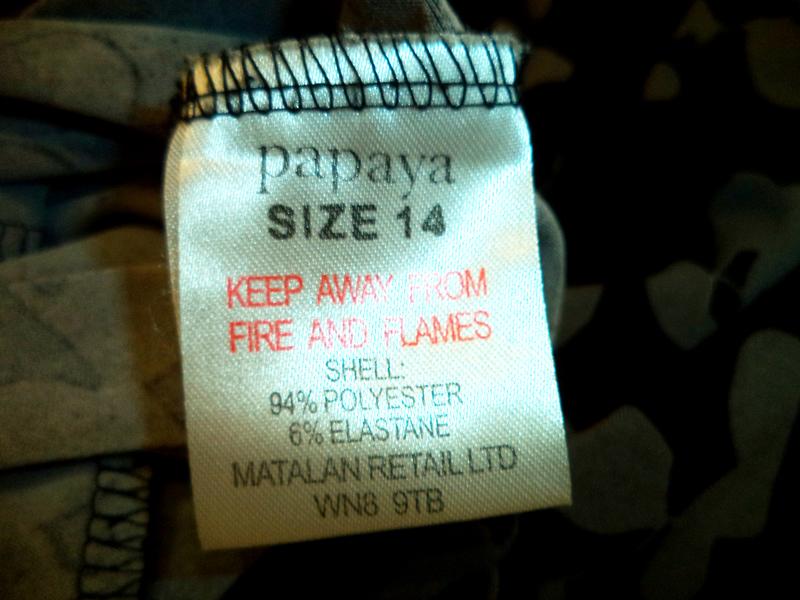 papaya
SIZE 14
KEEP AWAY FROM
FIRE AND FLAMES
SHELL:
94% POLYESTER
6% ELASTANE
MATALAN RETAIL LTD
WN8 9TB